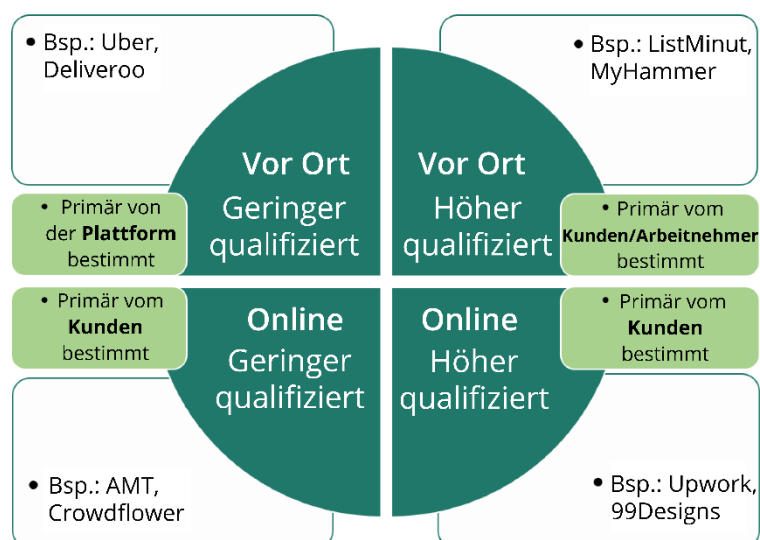 • Bsp.: Uber,
Deliveroo
• Bsp.: ListMinut,
MyHammer
Vor Ort
Geringer
qualifiziert
Vor Ort
Höher
qualifiziert
• Primär von
der Plattform
bestimmt
• Primär vom
Kunden/Arbeitnehmer
bestimmt
• Primär vom
Kunden
bestimmt
• Primär vom
Kunden
bestimmt
Online
Geringer
qualifiziert
Online
Höher
qualifiziert
• Bsp.: AMT,
Crowdflower
• Bsp.: Upwork,
99Designs